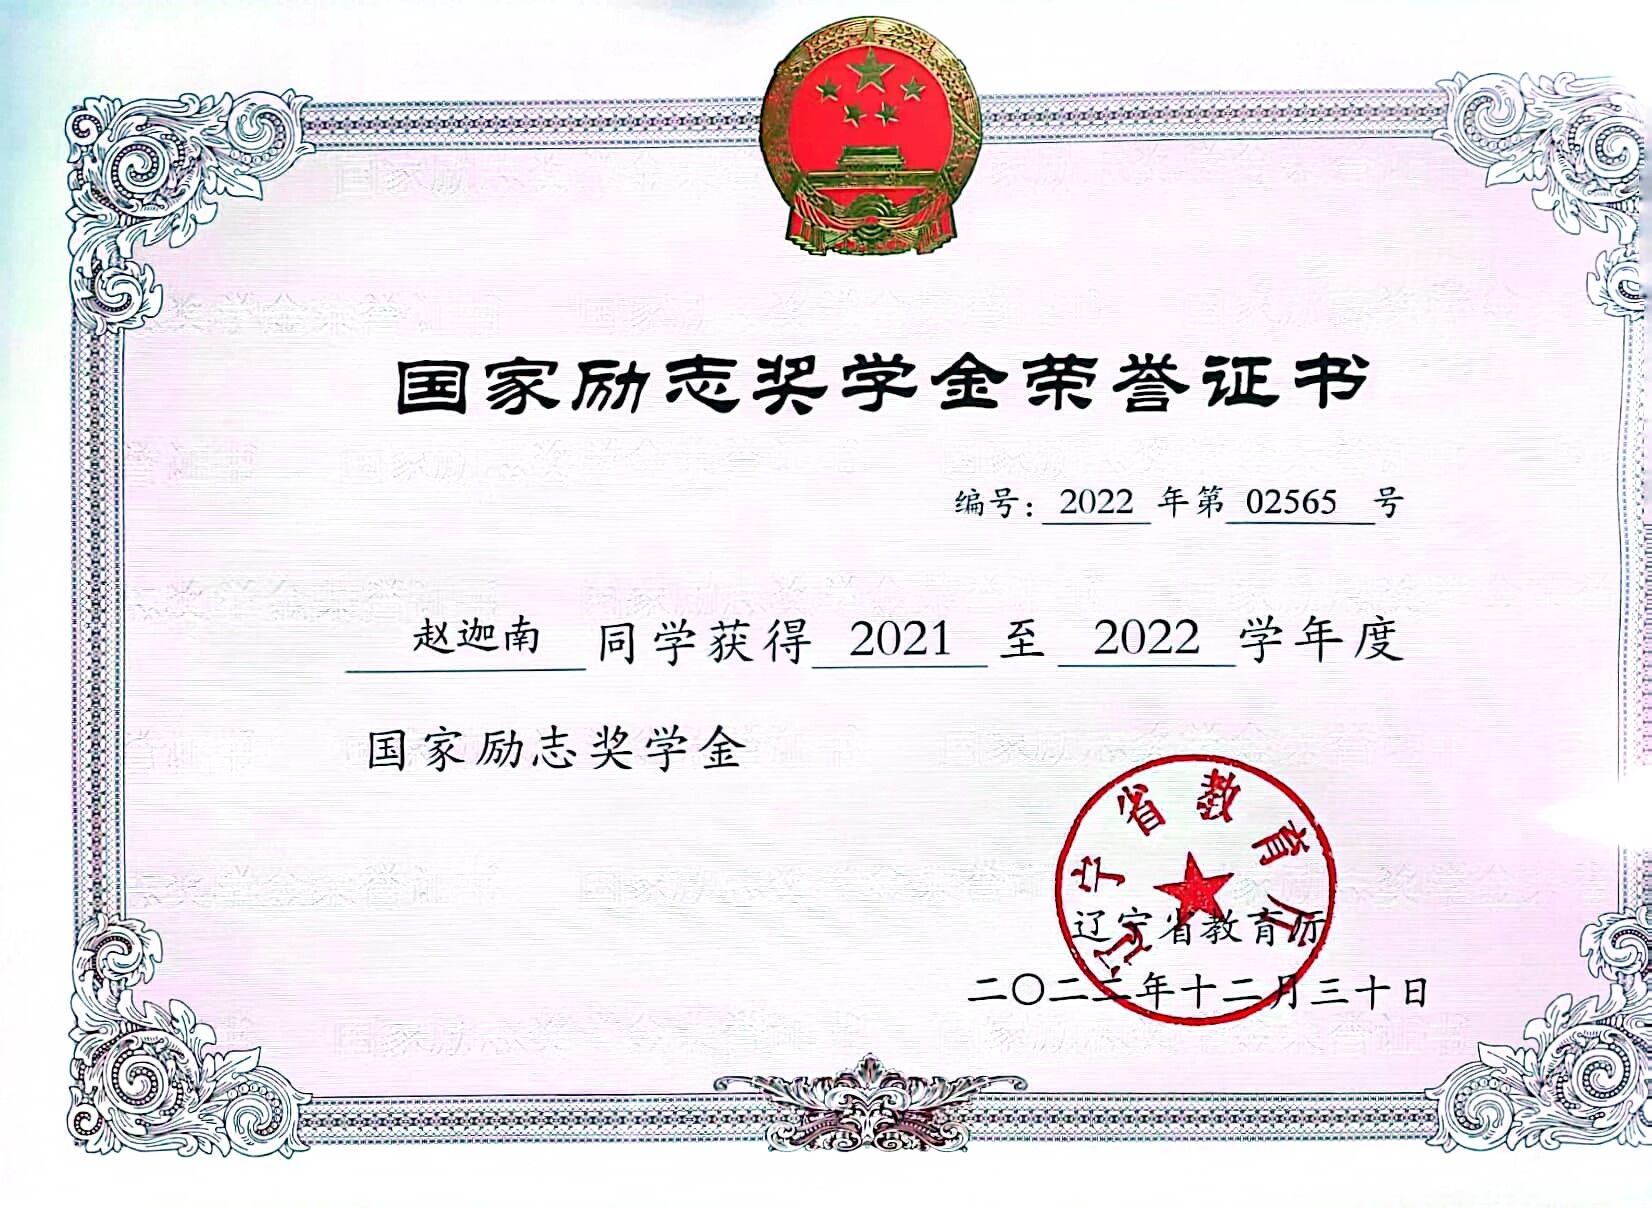 国家励志奖学金荣誉证书
编号：2022 年第 02565 号
赵迦南 同学获得 2021 至 2022 学年度
国家励志奖学金
辽宁省教育厅
辽宁省教育厅
二〇二二年十二月三十日